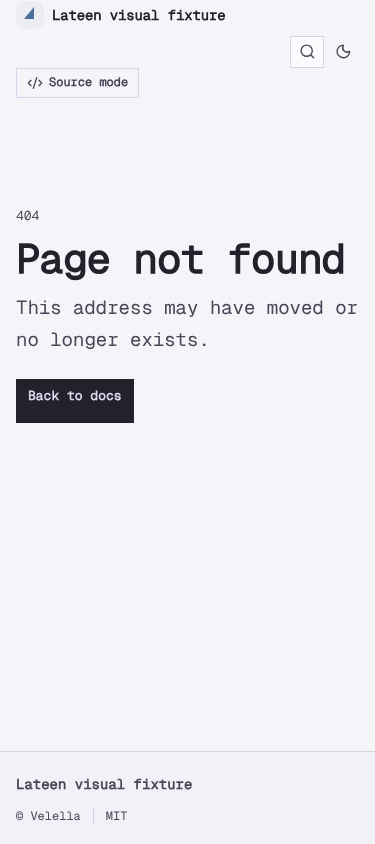 Lateen visual fixture
Source mode
404
Page not found
This address may have moved or
no longer exists.
Back to docs
Lateen visual fixture
© Velella
MIT